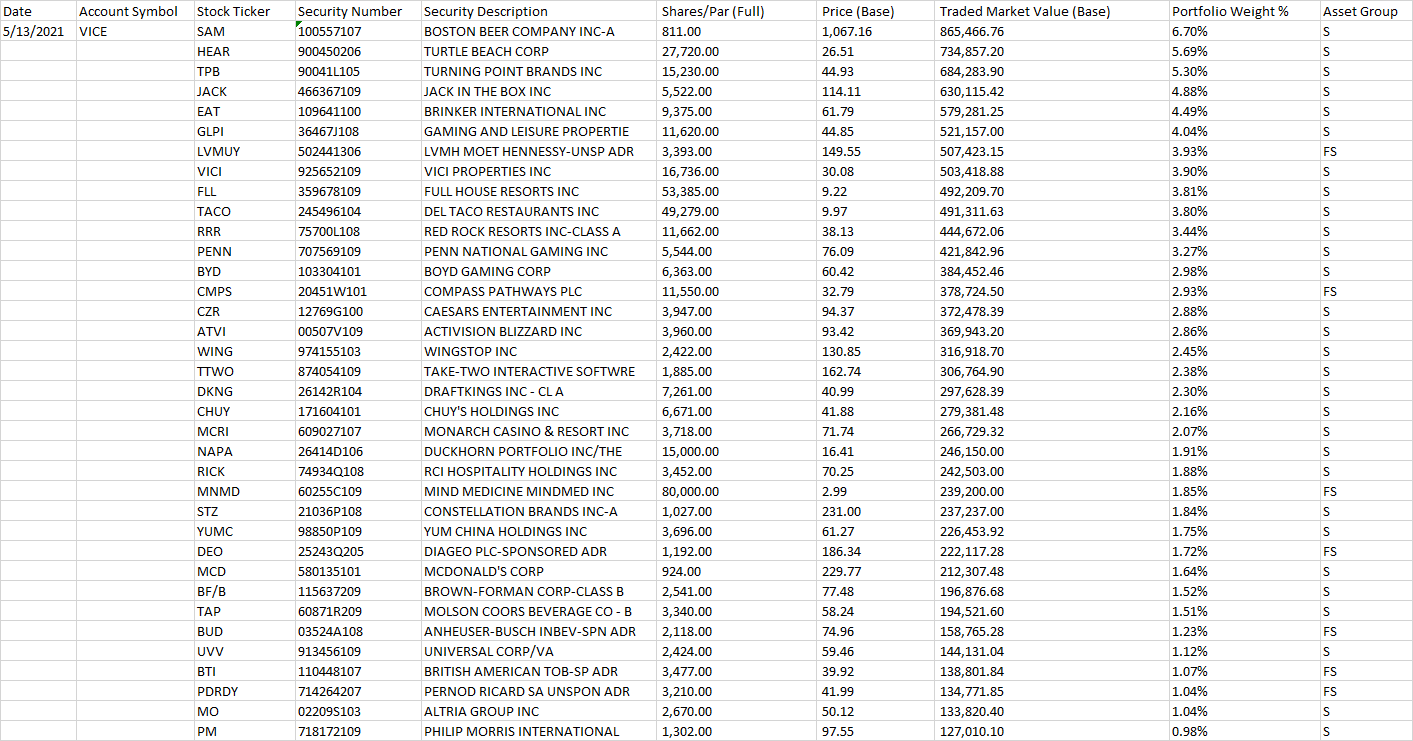 Date Account Symbol Stock Ticker Security Number Security Description Shares/Par (Full) Price (Base) Traded Market Value (Base) Portfolio Weight % Asset Group
5/13/2021 VICE SAM 100557107 BOSTON BEER COMPANY INC-A 811.00 1,067.16 865,466.76 6.70% S
HEAR 900450206 TURTLE BEACH CORP 27,720.00 26.51 734,857.20 5.69% S
TPB 90041L105 TURNING POINT BRANDS INC 15,230.00 44.93 684,283.90 5.30% S
JACK 466367109 JACK IN THE BOX INC 5,522.00 114.11 630,115.42 4.88% S
EAT 109641100 BRINKER INTERNATIONAL INC 9,375.00 61.79 579,281.25 4.49% S
GLPI 36467J108 GAMING AND LEISURE PROPERTIE 11,620.00 44.85 521,157.00 4.04% S
LVMUY 502441306 LVMH MOET HENNESSY-UNSP ADR 3,393.00 149.55 507,423.15 3.93% FS
VICI 925652109 VICI PROPERTIES INC 16,736.00 30.08 503,418.88 3.90% S
FLL 359678109 FULL HOUSE RESORTS INC 53,385.00 9.22 492,209.70 3.81% S
TACO 245496104 DEL TACO RESTAURANTS INC 49,279.00 9.97 491,311.63 3.80% S
RRR 75700L108 RED ROCK RESORTS INC-CLASS A 11,662.00 38.13 444,672.06 3.44% S
PENN 707569109 PENN NATIONAL GAMING INC 5,544.00 76.09 421,842.96 3.27% S
BYD 103304101 BOYD GAMING CORP 6,363.00 60.42 384,452.46 2.98% S
CMPS 20451W101 COMPASS PATHWAYS PLC 11,550.00 32.79 378,724.50 2.93% FS
CZR 12769G100 CAESARS ENTERTAINMENT INC 3,947.00 94.37 372,478.39 2.88% S
ATVI 00507V109 ACTIVISION BLIZZARD INC 3,960.00 93.42 369,943.20 2.86% S
WING 974155103 WINGSTOP INC 2,422.00 130.85 316,918.70 2.45% S
TTWO 874054109 TAKE-TWO INTERACTIVE SOFTWRE 1,885.00 162.74 306,764.90 2.38% S
DKNG 26142R104 DRAFTKINGS INC - CL A 7,261.00 40.99 297,628.39 2.30% S
CHUY 171604101 CHUY'S HOLDINGS INC 6,671.00 41.88 279,381.48 2.16% S
MCRI 609027107 MONARCH CASINO & RESORT INC 3,718.00 71.74 266,729.32 2.07% S
NAPA 26414D106 DUCKHORN PORTFOLIO INC/THE 15,000.00 16.41 246,150.00 1.91% S
RICK 74934Q108 RCI HOSPITALITY HOLDINGS INC 3,452.00 70.25 242,503.00 1.88% S
MNMD 60255C109 MIND MEDICINE MINDMED INC 80,000.00 2.99 239,200.00 1.85% FS
STZ 21036P108 CONSTELLATION BRANDS INC-A 1,027.00 231.00 237,237.00 1.84% S
YUMC 98850P109 YUM CHINA HOLDINGS INC 3,696.00 61.27 226,453.92 1.75% S
DEO 25243Q205 DIAGEO PLC-SPONSORED ADR 1,192.00 186.34 222,117.28 1.72% FS
MCD 580135101 MCDONALD'S CORP 924.00 229.77 212,307.48 1.64% S
BF/B 115637209 BROWN-FORMAN CORP-CLASS B 2,541.00 77.48 196,876.68 1.52% S
TAP 60871R209 MOLSON COORS BEVERAGE CO - B 3,340.00 58.24 194,521.60 1.51% S
BUD 03524A108 ANHEUSER-BUSCH INBEV-SPN ADR 2,118.00 74.96 158,765.28 1.23% FS
UVV 913456109 UNIVERSAL CORP/VA 2,424.00 59.46 144,131.04 1.12% S
BTI 110448107 BRITISH AMERICAN TOB-SP ADR 3,477.00 39.92 138,801.84 1.07% FS
PDRDY 714264207 PERNOD RICARD SA UNSPON ADR 3,210.00 41.99 134,771.85 1.04% FS
MO 02209S103 ALTRIA GROUP INC 2,670.00 50.12 133,820.40 1.04% S
PM 718172109 PHILIP MORRIS INTERNATIONAL 1,302.00 97.55 127,010.10 0.98% S